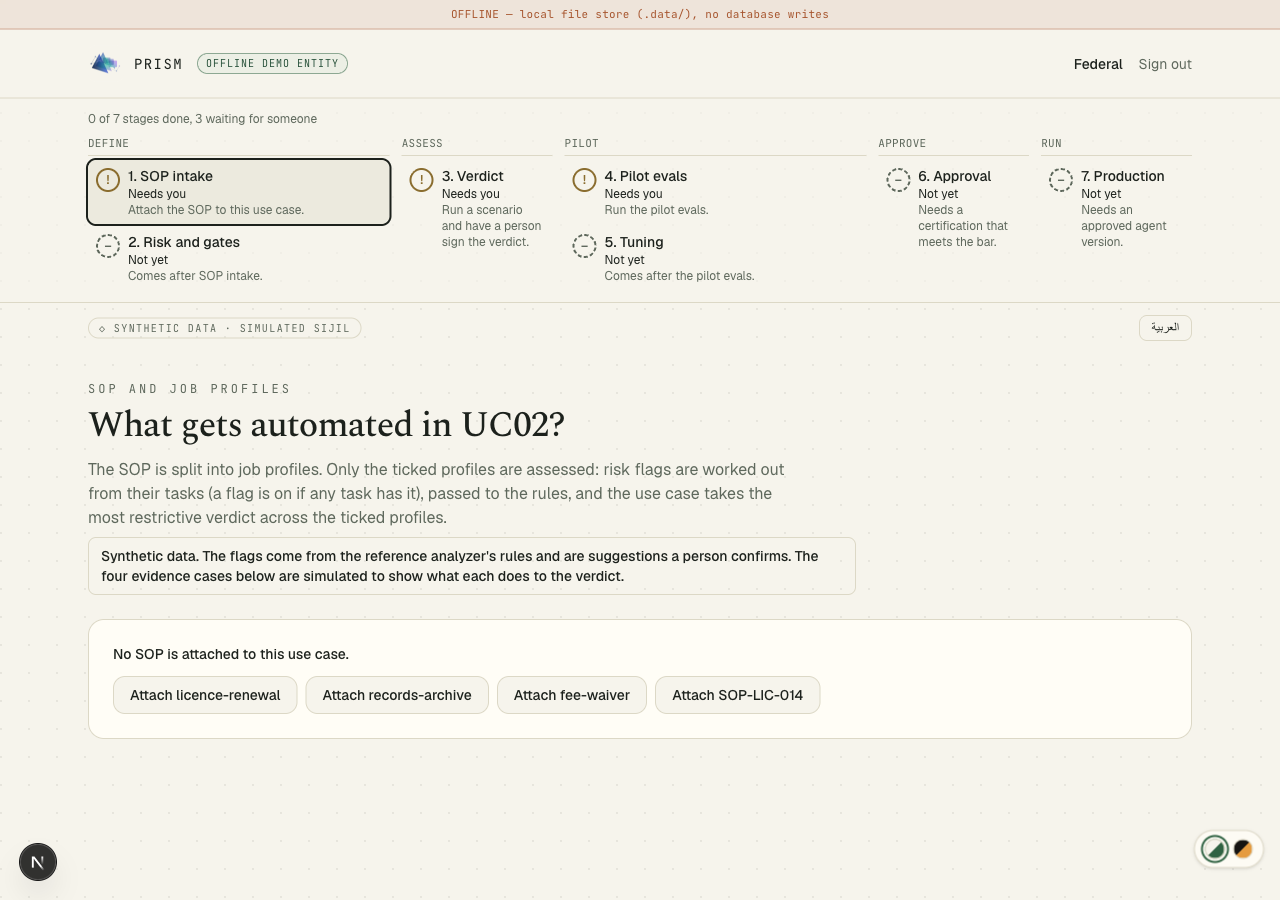 OFFLINE — local file store (.data/), no database writes
PRISM
OFFLINE DEMO ENTITY
Federal
Sign out
0 of 7 stages done, 3 waiting for someone
DEFINE
! 1. SOP intake
Needs you
Attach the SOP to this use case.
– 2. Risk and gates
Not yet
Comes after SOP intake.
ASSESS
! 3. Verdict
Needs you
Run a scenario
and have a person
sign the verdict.
PILOT
! 4. Pilot evals
Needs you
Run the pilot evals.
– 5. Tuning
Not yet
Comes after the pilot evals.
APPROVE
– 6. Approval
Not yet
Needs a
certification that
meets the bar.
RUN
– 7. Production
Not yet
Needs an
approved agent
version.
◇ SYNTHETIC DATA · SIMULATED SIJIL
العربية
SOP AND JOB PROFILES
What gets automated in UC02?
The SOP is split into job profiles. Only the ticked profiles are assessed: risk flags are worked out
from their tasks (a flag is on if any task has it), passed to the rules, and the use case takes the
most restrictive verdict across the ticked profiles.
Synthetic data. The flags come from the reference analyzer's rules and are suggestions a person confirms. The
four evidence cases below are simulated to show what each does to the verdict.
No SOP is attached to this use case.
Attach licence-renewal
Attach records-archive
Attach fee-waiver
Attach SOP-LIC-014
N